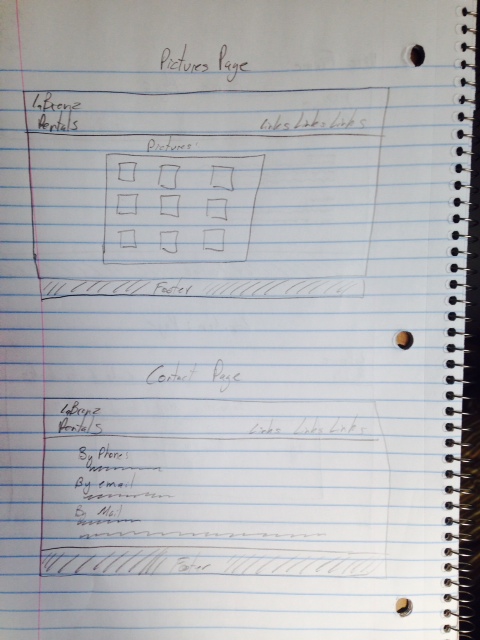 Pictures Page
LaBrenz
Rentals
Links Links Links
Pictures:
Footer
Contact Page
LaBrenz
Rentals
Links Links Links
By Phone:
By email
By Mail
Footer